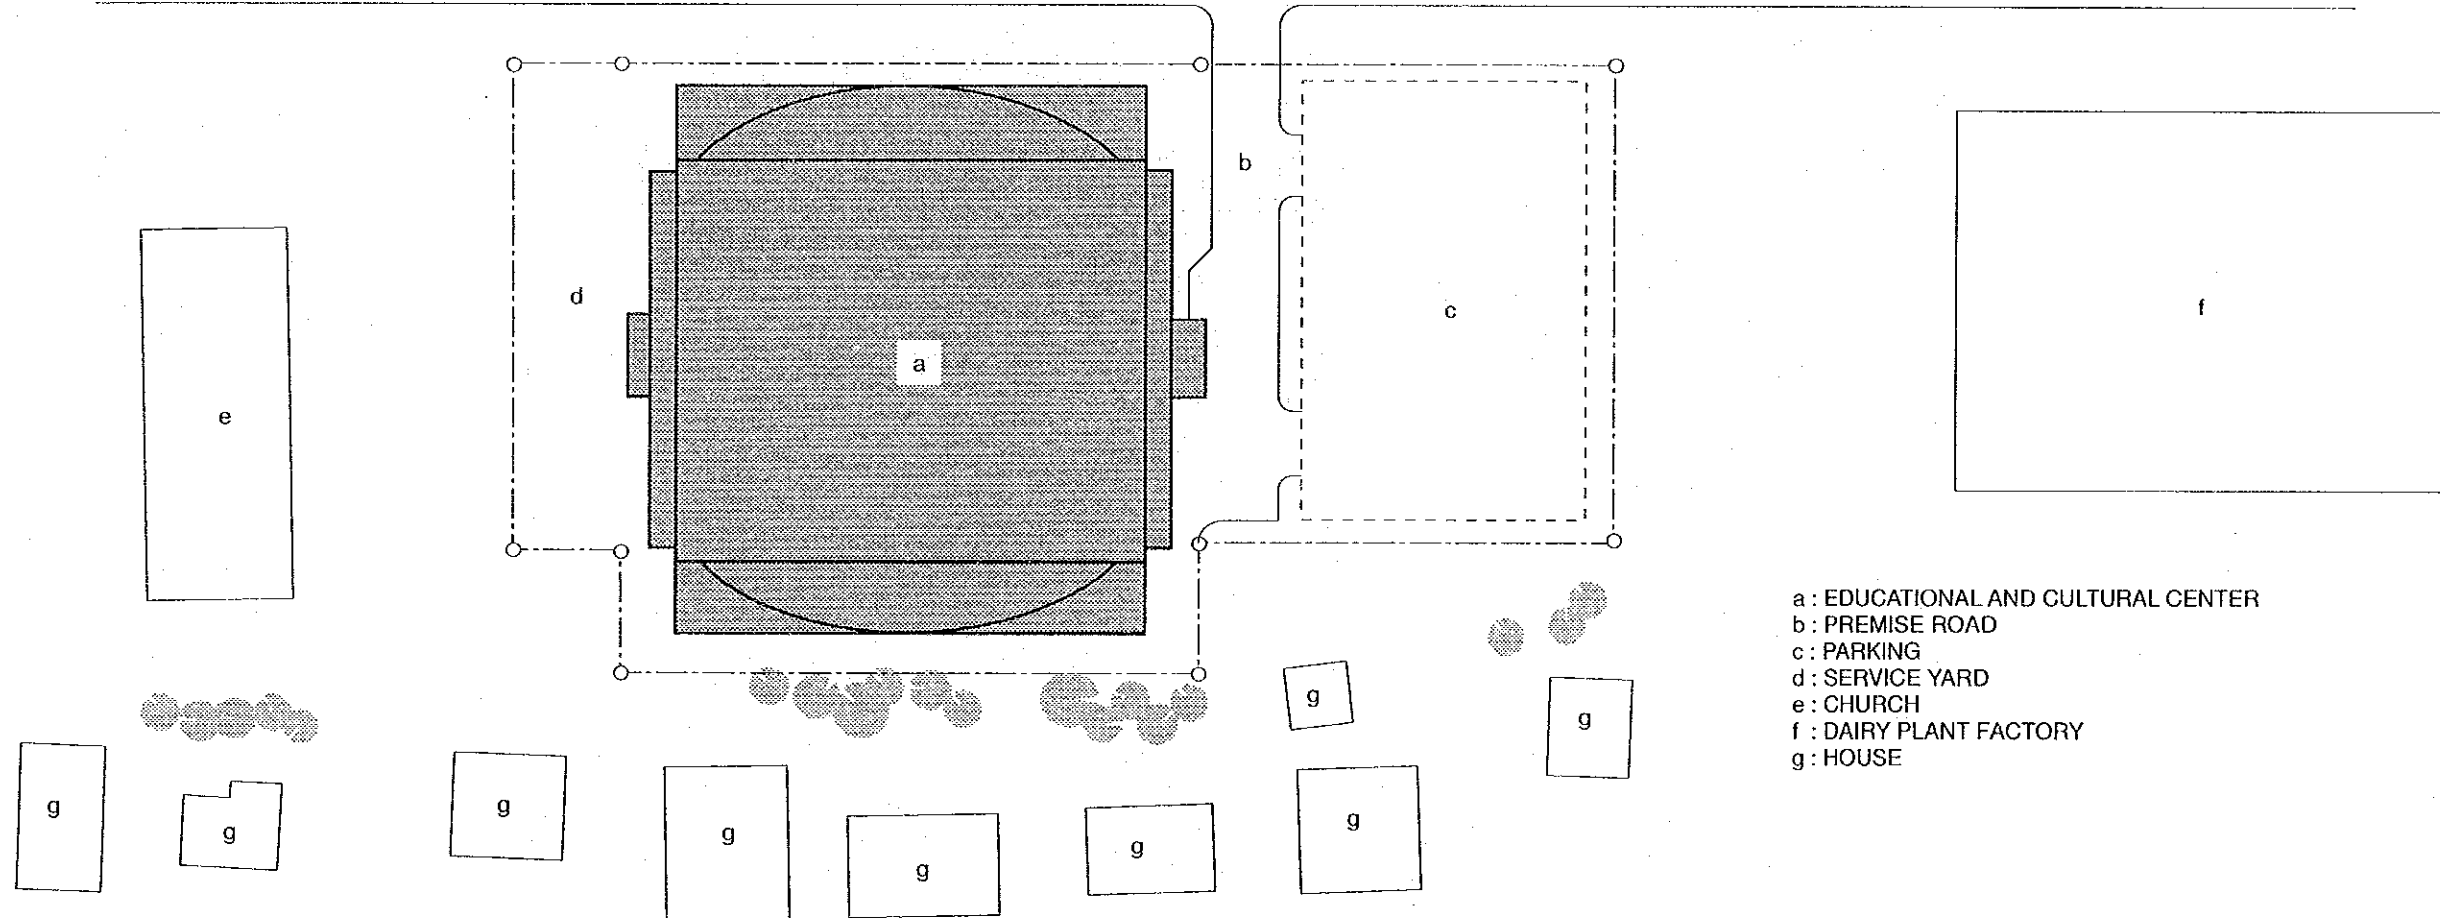 b
d
f
c
a
e
g
g
g
g
g
g
g
g
g
a : EDUCATIONAL AND CULTURAL CENTER
b : PREMISE ROAD
c : PARKING
d : SERVICE YARD
e : CHURCH
f : DAIRY PLANT FACTORY
g : HOUSE